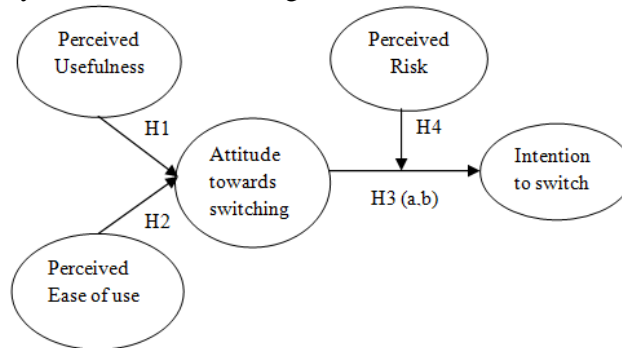 Perceived
Usefulness
Perceived
Risk
H1
H4
Attitude
towards
switching
Intention
to switch
H3 (a,b)
H2
Perceived
Ease of use